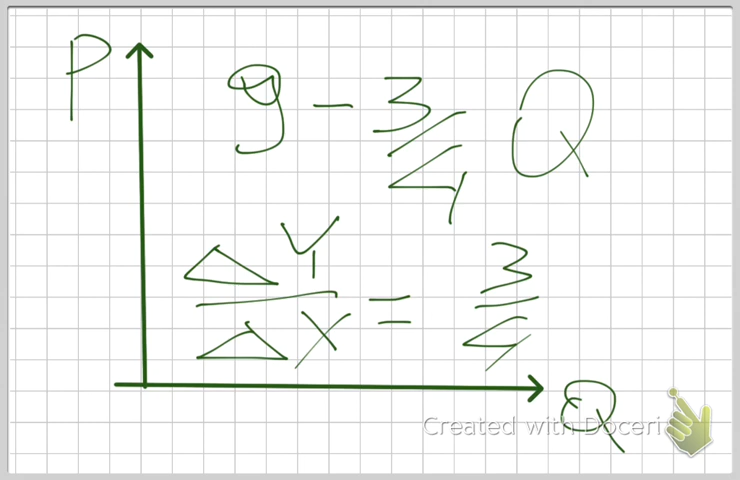 P
9 - 3/4 Q
ΔY/ΔX = 3/4
Q
Created with Doceri